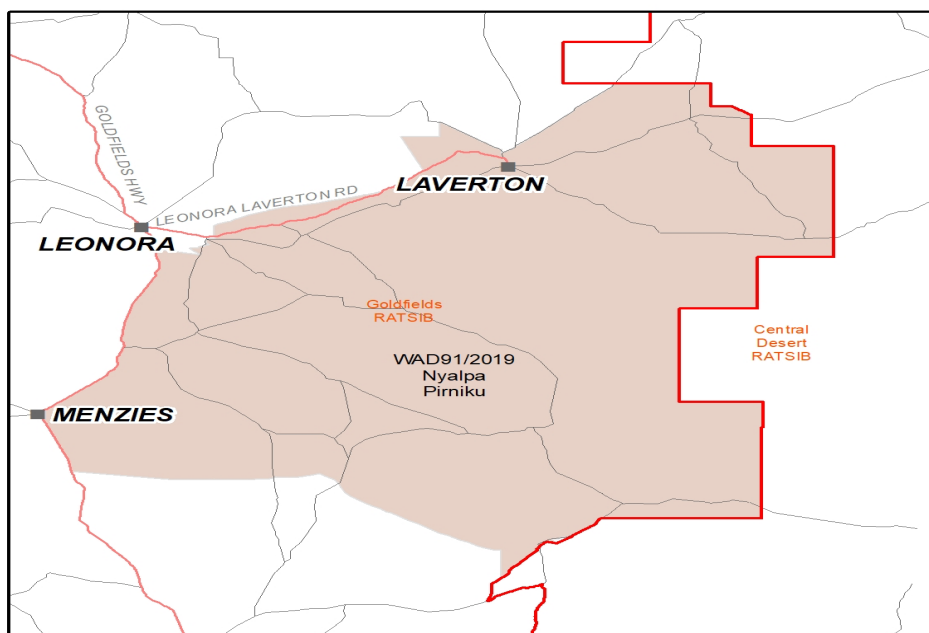 GOLDFIELDS HWY
LAVERTON
LEONORA LAVERTON RD
LEONORA
Goldfields
RATSIB
Central
Desert
RATSIB
WAD91/2019
Nyalpa
Pirniku
MENZIES